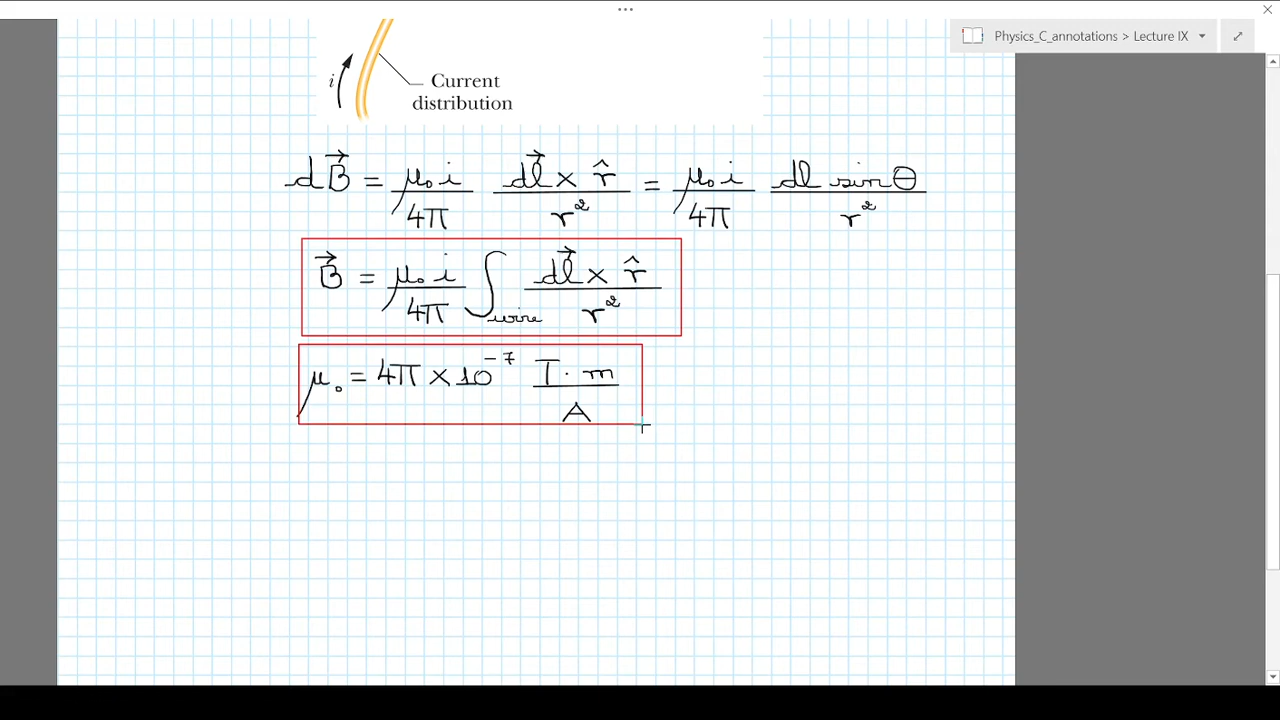 Physics_C_annotations > Lecture IX
i
Current
distribution
dB⃗ = μ₀i/4π dl⃗ × r̂/r² = μ₀i/4π dl sinθ/r²
B⃗ = μ₀i/4π ∫wire dl⃗ × r̂/r²
μ₀ = 4π × 10⁻⁷ T · m/A